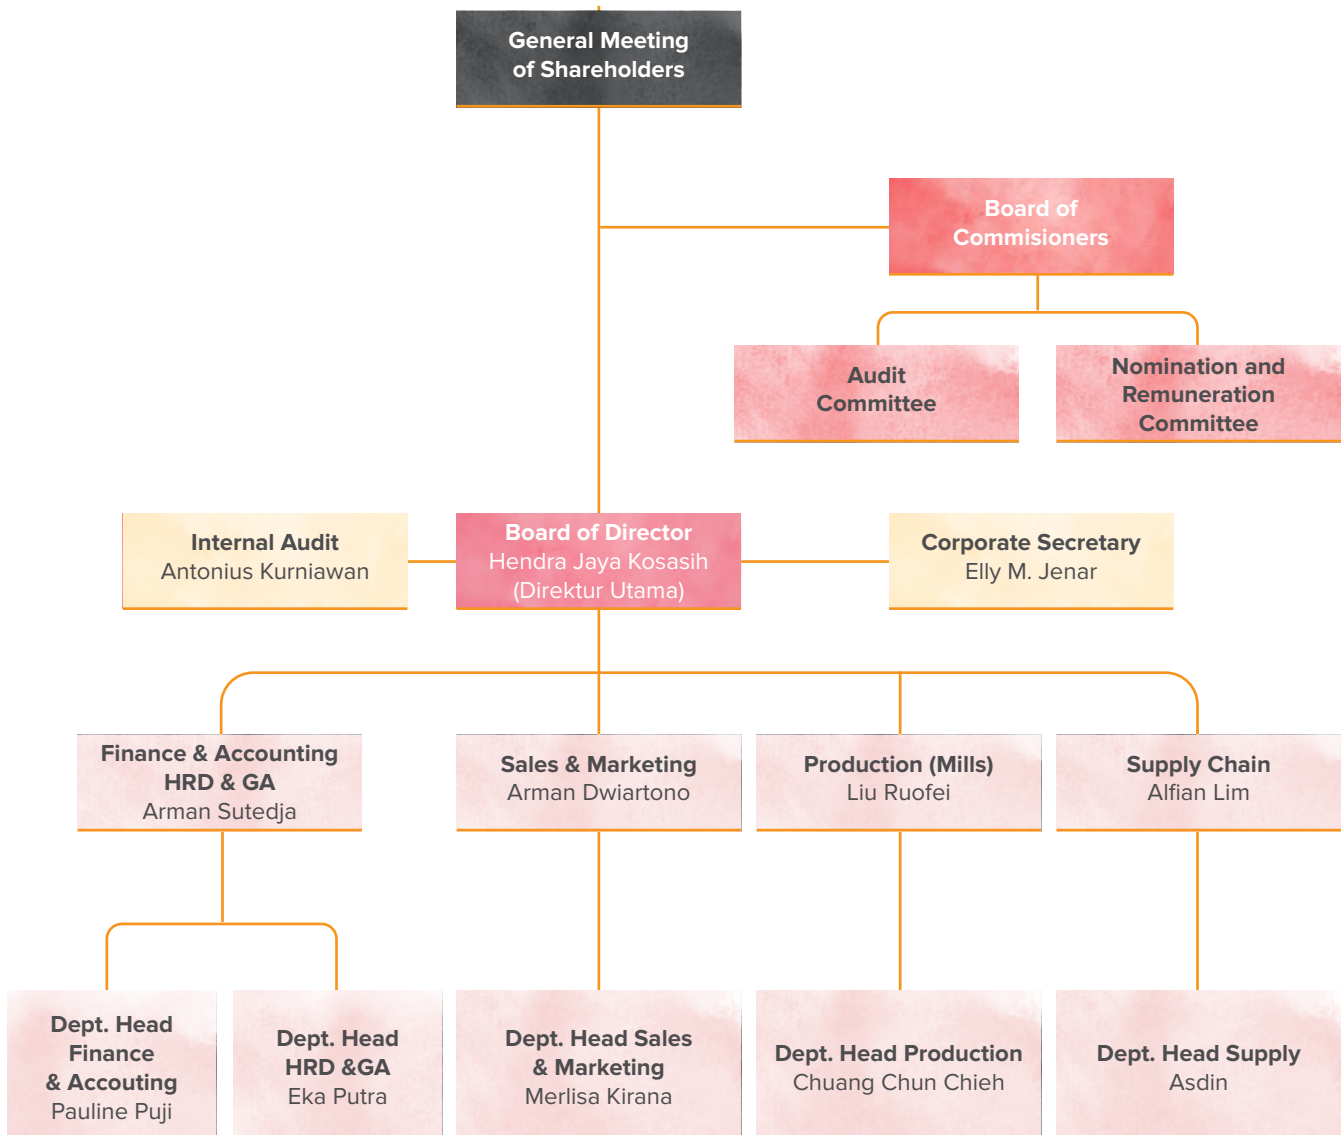 General Meeting
of Shareholders
Board of
Commisioners
Audit
Committee
Nomination and
Remuneration
Committee
Internal Audit
Antonius Kurniawan
Board of Director
Hendra Jaya Kosasih
(Direktur Utama)
Corporate Secretary
Elly M. Jenar
Finance & Accounting
HRD & GA
Arman Sutedja
Sales & Marketing
Arman Dwiartono
Production (Mills)
Liu Ruofei
Supply Chain
Alfian Lim
Dept. Head
Finance
& Accouting
Pauline Puji
Dept. Head
HRD &GA
Eka Putra
Dept. Head Sales
& Marketing
Merlisa Kirana
Dept. Head Production
Chuang Chun Chieh
Dept. Head Supply
Asdin